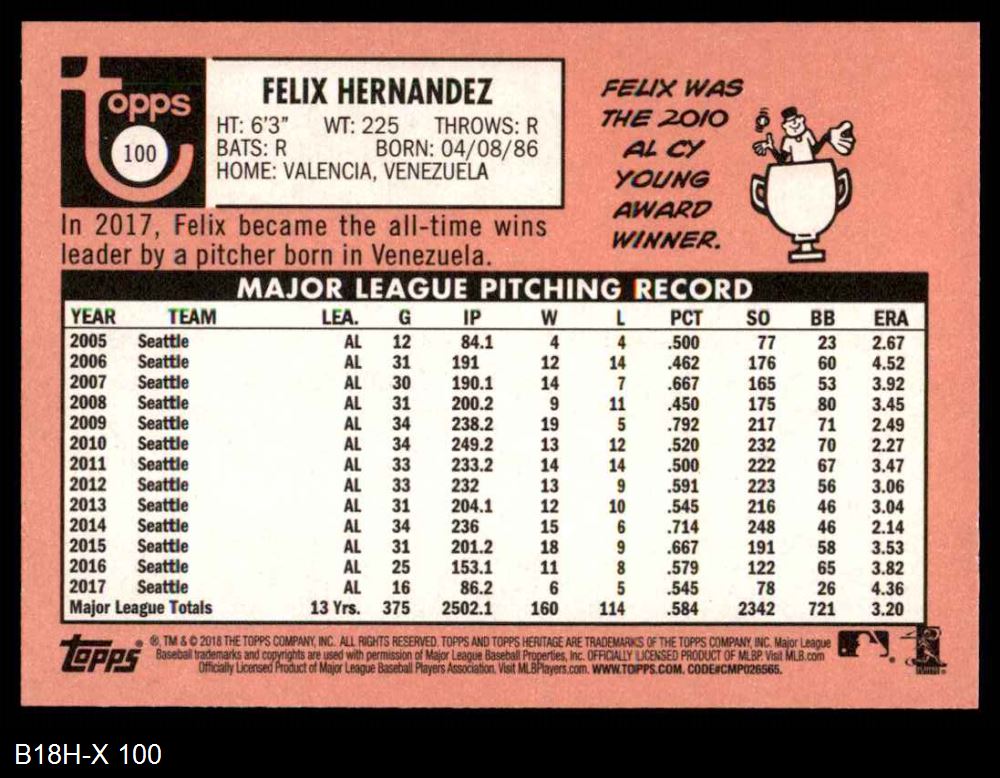 topps
100
FELIX HERNANDEZ
HT: 6'3" WT: 225 THROWS: R
BATS: R BORN: 04/08/86
HOME: VALENCIA, VENEZUELA
In 2017, Felix became the all-time wins
leader by a pitcher born in Venezuela.
FELIX WAS
THE 2010
AL CY
YOUNG
AWARD
WINNER.
MAJOR LEAGUE PITCHING RECORD
YEAR TEAM LEA. G IP W L PCT SO BB ERA
2005 Seattle AL 12 84.1 4 4 .500 77 23 2.67
2006 Seattle AL 31 191 12 14 .462 176 60 4.52
2007 Seattle AL 30 190.1 14 7 .667 165 53 3.92
2008 Seattle AL 31 200.2 9 11 .450 175 80 3.45
2009 Seattle AL 34 238.2 19 5 .792 217 71 2.49
2010 Seattle AL 34 249.2 13 12 .520 232 70 2.27
2011 Seattle AL 33 233.2 14 14 .500 222 67 3.47
2012 Seattle AL 33 232 13 9 .591 223 56 3.06
2013 Seattle AL 31 204.1 12 10 .545 216 46 3.04
2014 Seattle AL 34 236 15 6 .714 248 46 2.14
2015 Seattle AL 31 201.2 18 9 .667 191 58 3.53
2016 Seattle AL 25 153.1 11 8 .579 122 65 3.82
2017 Seattle AL 16 86.2 6 5 .545 78 26 4.36
Major League Totals 13 Yrs. 375 2502.1 160 114 .584 2342 721 3.20
TOPPS ®, TM & © 2018 THE TOPPS COMPANY, INC. ALL RIGHTS RESERVED. TOPPS AND TOPPS HERITAGE ARE TRADEMARKS OF THE TOPPS COMPANY, INC. Major League
Baseball trademarks and copyrights are used with permission of Major League Baseball Properties, Inc. OFFICIALLY LICENSED PRODUCT OF MLBP. Visit MLB.com
Officially Licensed Product of Major League Baseball Players Association. Visit MLBPlayers.com. WWW.TOPPS.COM. CODE#CMP026565.
B18H-X 100